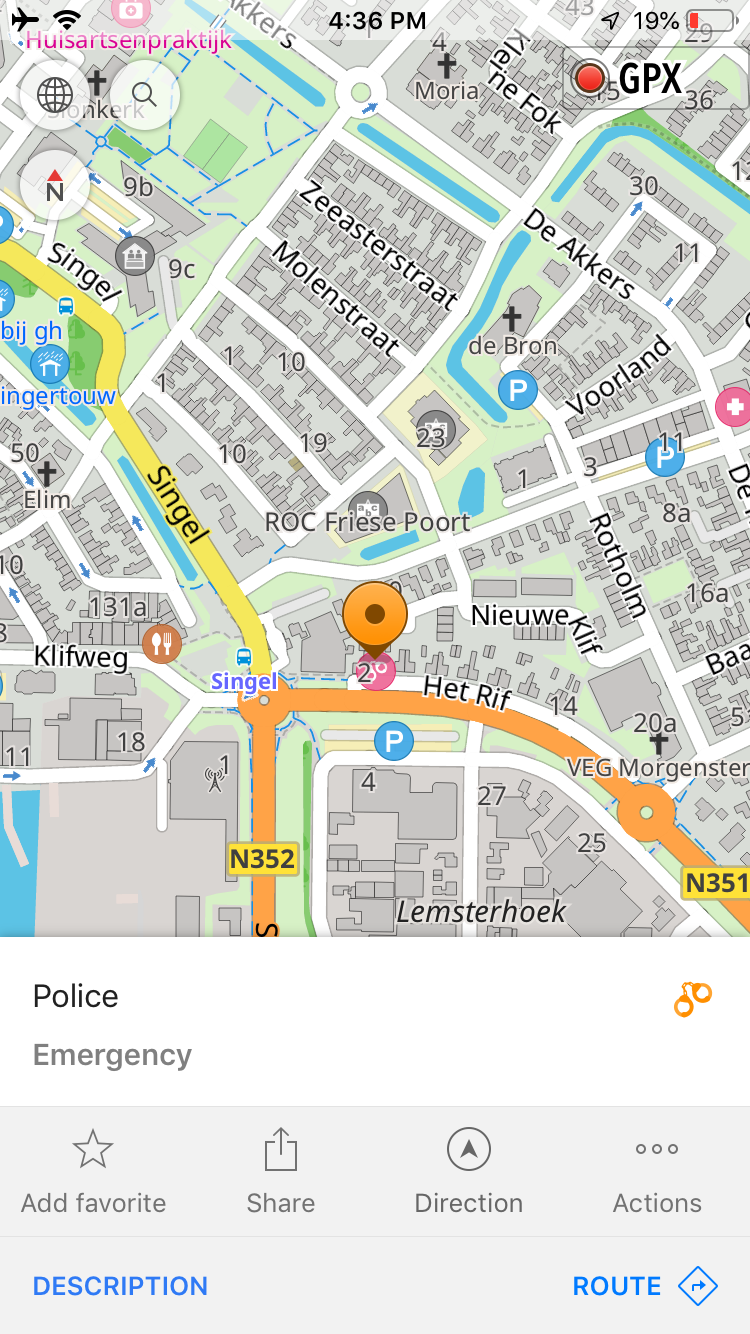 4:36 PM
19%
Huisartsenpraktijk
Akkers
43
29
4
Moria
Kleine Fok
GPX
15
36
Sionkerk
N
9b
30
12
Zeeasterstraat
De Akkers
Singel
9c
Molenstraat
11
bij gh
de Bron
1
10
Voorland
P
ingertouw
1
23
11
P
50
10
19
1
3
Elim
Singel
ROC Friese Poort
8a
Rotholm
10
16a
131a
Nieuwe Klif
Klifweg
Baa
2
Singel
Het Rif
14
20a
18
P
11
1
VEG Morgenster
4
27
25
N352
N351
Lemsterhoek
S
Police
Emergency
Add favorite
Share
Direction
Actions
DESCRIPTION
ROUTE